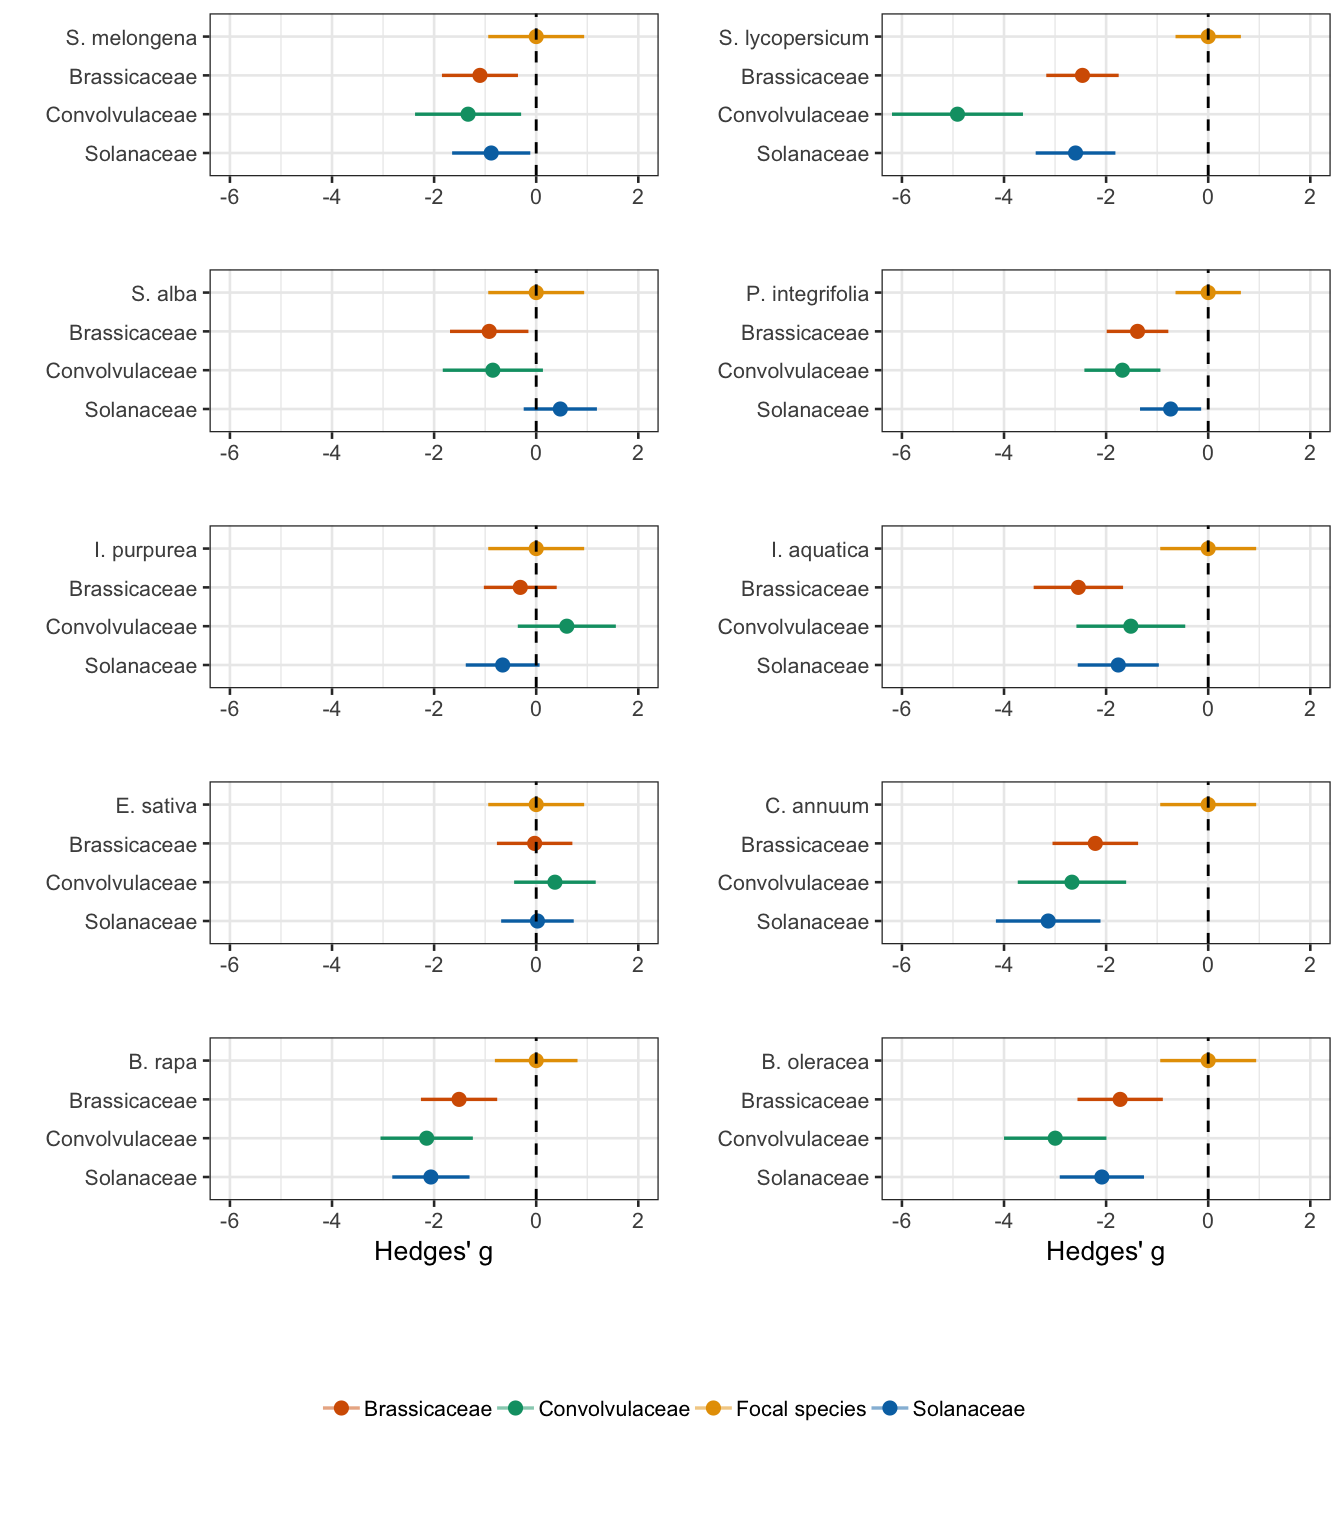 S. melongena
Brassicaceae
Convolvulaceae
Solanaceae
-6 -4 -2 0 2
S. lycopersicum
Brassicaceae
Convolvulaceae
Solanaceae
-6 -4 -2 0 2
S. alba
Brassicaceae
Convolvulaceae
Solanaceae
-6 -4 -2 0 2
P. integrifolia
Brassicaceae
Convolvulaceae
Solanaceae
-6 -4 -2 0 2
I. purpurea
Brassicaceae
Convolvulaceae
Solanaceae
-6 -4 -2 0 2
I. aquatica
Brassicaceae
Convolvulaceae
Solanaceae
-6 -4 -2 0 2
E. sativa
Brassicaceae
Convolvulaceae
Solanaceae
-6 -4 -2 0 2
C. annuum
Brassicaceae
Convolvulaceae
Solanaceae
-6 -4 -2 0 2
B. rapa
Brassicaceae
Convolvulaceae
Solanaceae
-6 -4 -2 0 2
Hedges' g
B. oleracea
Brassicaceae
Convolvulaceae
Solanaceae
-6 -4 -2 0 2
Hedges' g
Brassicaceae Convolvulaceae Focal species Solanaceae